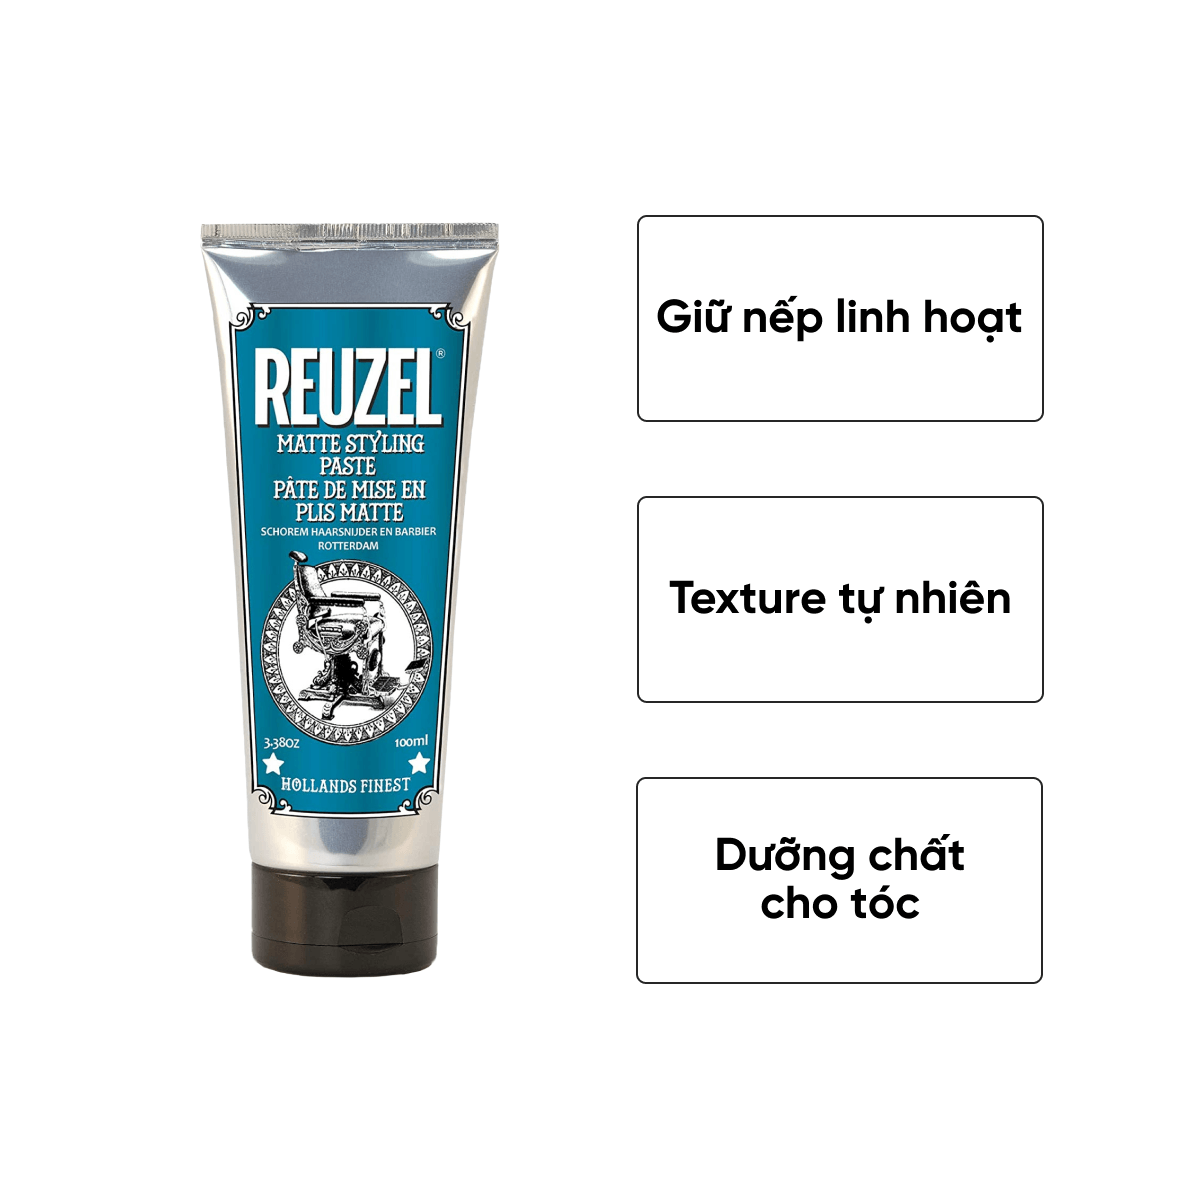 REUZEL®
MATTE STYLING
PASTE
PÂTE DE MISE EN
PLIS MATTE
SCHOREM HAARSNIJDER EN BARBIER
ROTTERDAM
3.38OZ 100ml
HOLLANDS FINEST
Giữ nếp linh hoạt
Texture tự nhiên
Dưỡng chất
cho tóc